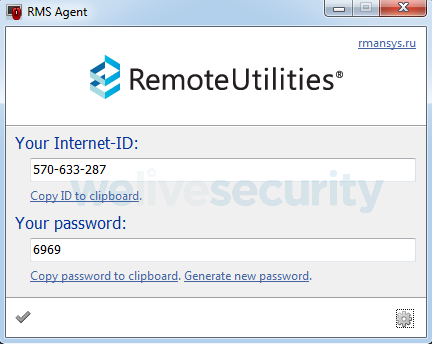 RMS Agent
rmansys.ru
RemoteUtilities®
Your Internet-ID:
570-633-287
Copy ID to clipboard.
welivesecurity
Your password:
6969
Copy password to clipboard. Generate new password.